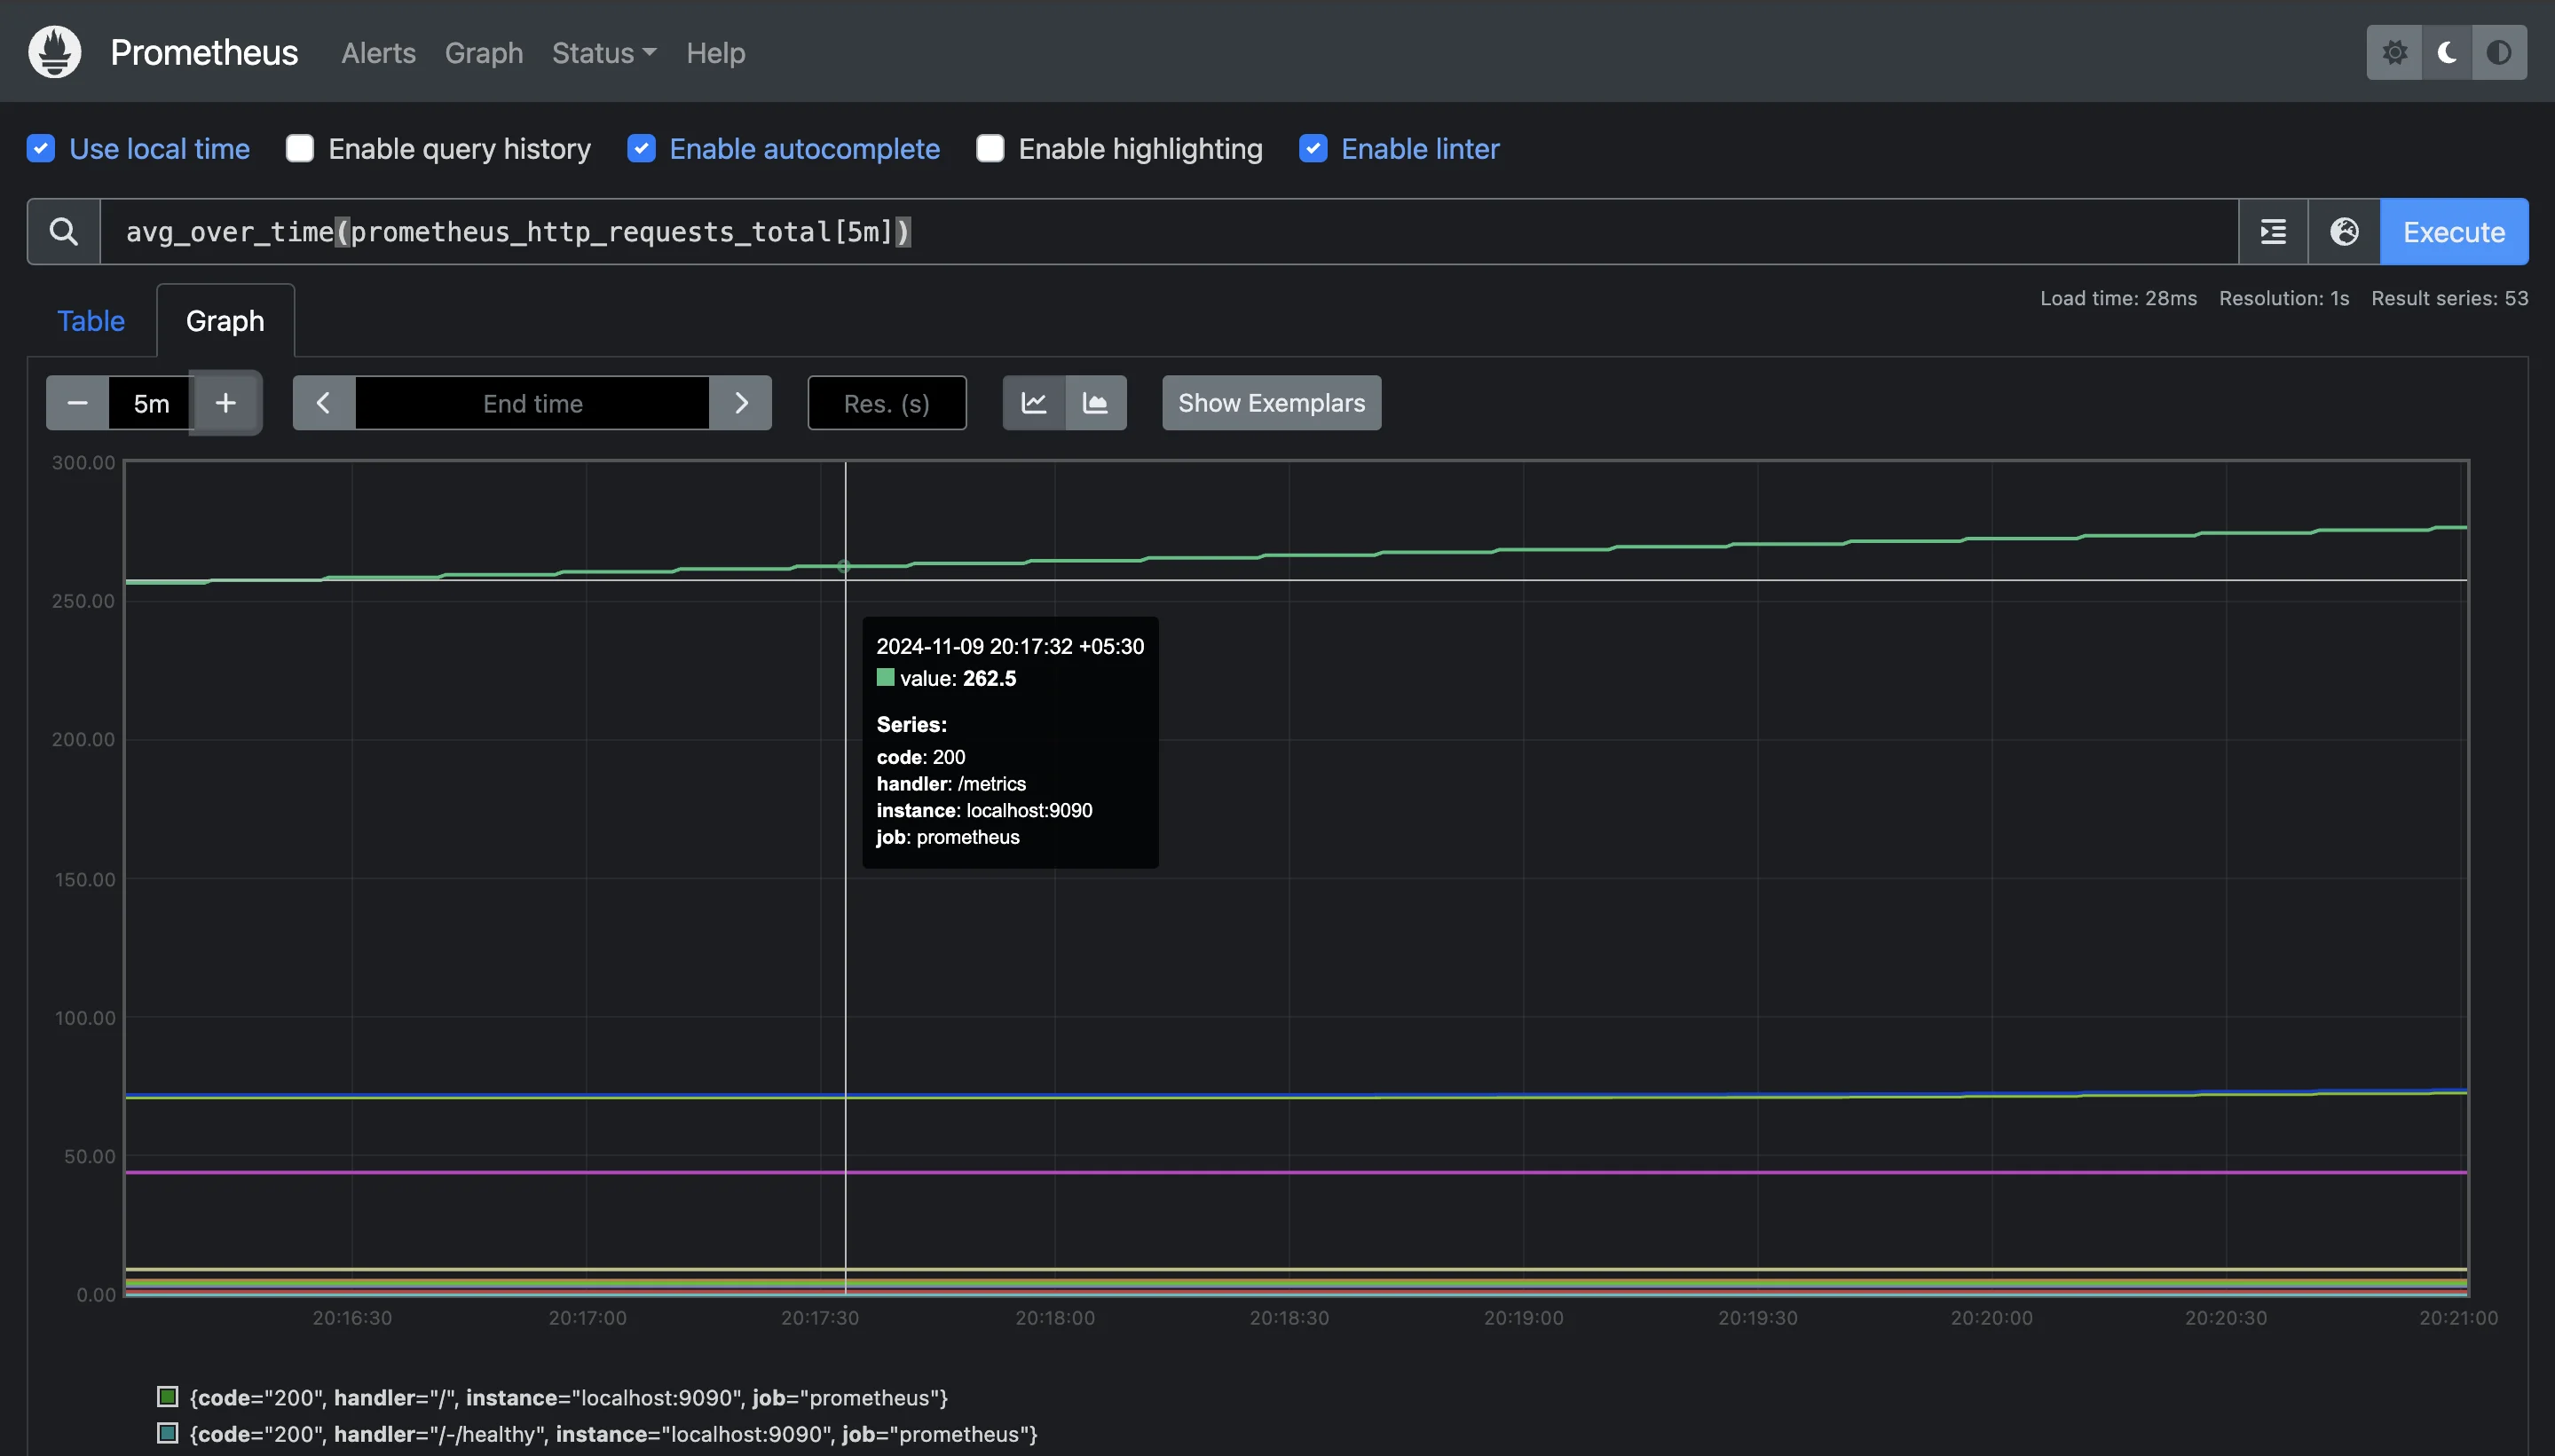 Prometheus Alerts Graph Status Help
Use local time Enable query history Enable autocomplete Enable highlighting Enable linter
avg_over_time(prometheus_http_requests_total[5m]) Execute
Load time: 28ms Resolution: 1s Result series: 53
Table Graph
5m End time Res. (s) Show Exemplars
300.00
250.00
200.00
150.00
100.00
50.00
0.00
2024-11-09 20:17:32 +05:30
value: 262.5
Series:
code: 200
handler: /metrics
instance: localhost:9090
job: prometheus
20:16:30 20:17:00 20:17:30 20:18:00 20:18:30 20:19:00 20:19:30 20:20:00 20:20:30 20:21:00
{code="200", handler="/", instance="localhost:9090", job="prometheus"}
{code="200", handler="/-/healthy", instance="localhost:9090", job="prometheus"}